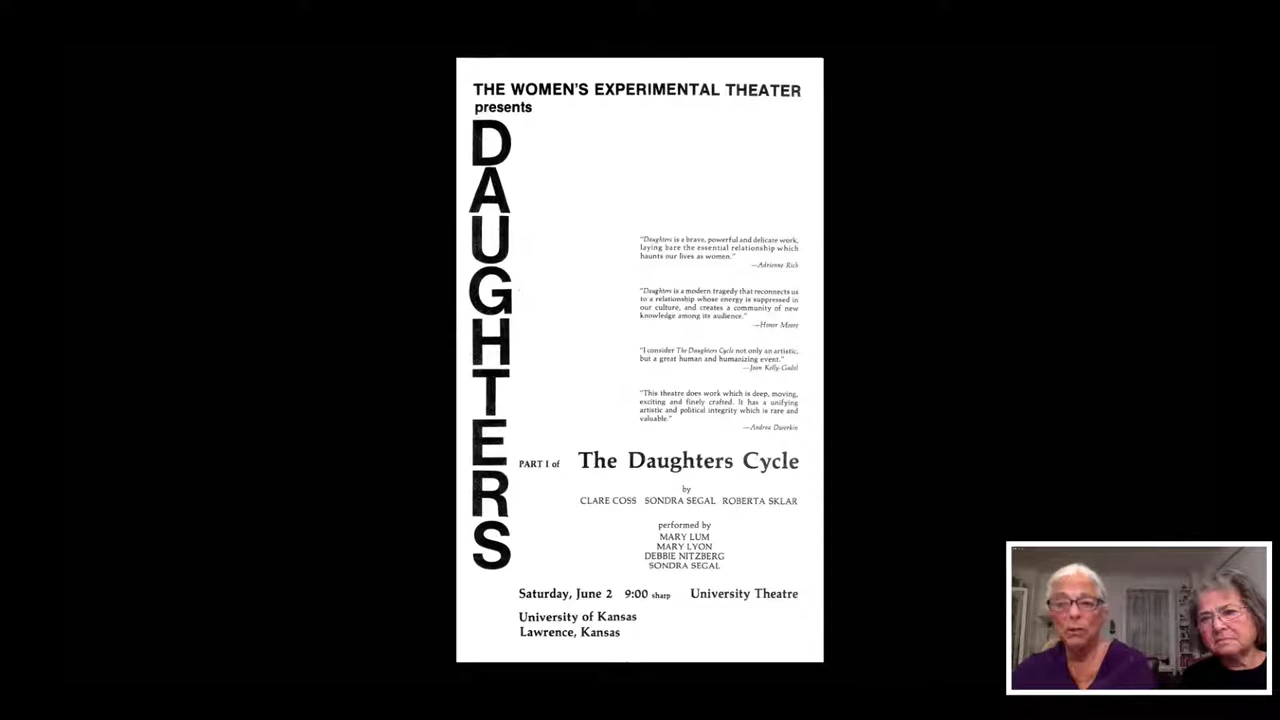 THE WOMEN'S EXPERIMENTAL THEATER
presents
DAUGHTERS
"Daughters is a brave, powerful and delicate work,
laying bare the essential relationship which
haunts our lives as women."
—Adrienne Rich
"Daughters is a modern tragedy that reconnects us
to a relationship whose energy is suppressed in
our culture, and creates a community of new
knowledge among its audience."
—Honor Moore
"I consider The Daughters Cycle not only an artistic,
but a great human and humanizing event."
—Joan Kelly-Gadol
"This theatre does work which is deep, moving,
exciting and finely crafted. It has a unifying
artistic and political integrity which is rare and
valuable."
—Andrea Dworkin
PART I of The Daughters Cycle
by
CLARE COSS SONDRA SEGAL ROBERTA SKLAR
performed by
MARY LUM
MARY LYON
DEBBIE NITZBERG
SONDRA SEGAL
Saturday, June 2 9:00 sharp University Theatre
University of Kansas
Lawrence, Kansas